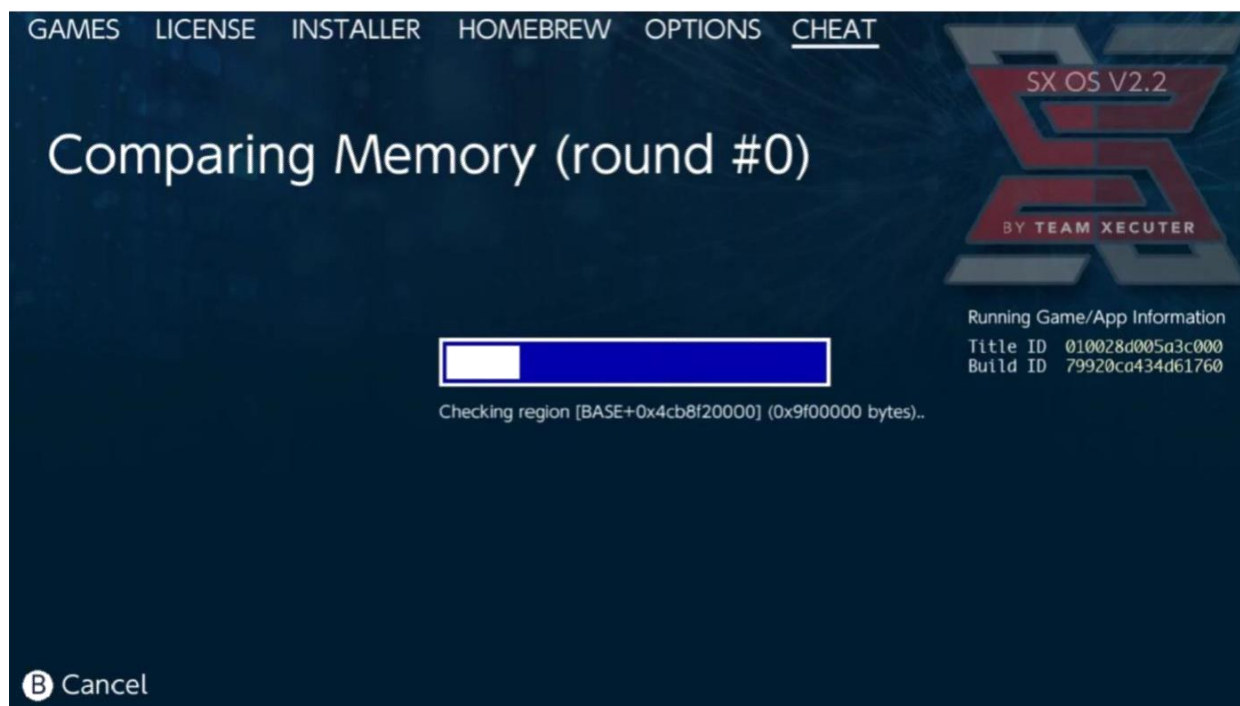 GAMES LICENSE INSTALLER HOMEBREW OPTIONS CHEAT
SX OS V2.2
Comparing Memory (round #0)
BY TEAM XECUTER
Running Game/App Information
Title ID 010028d005a3c000
Build ID 79920ca434d61760
Checking region [BASE+0x4cb8f20000] (0x9f00000 bytes)..
B Cancel